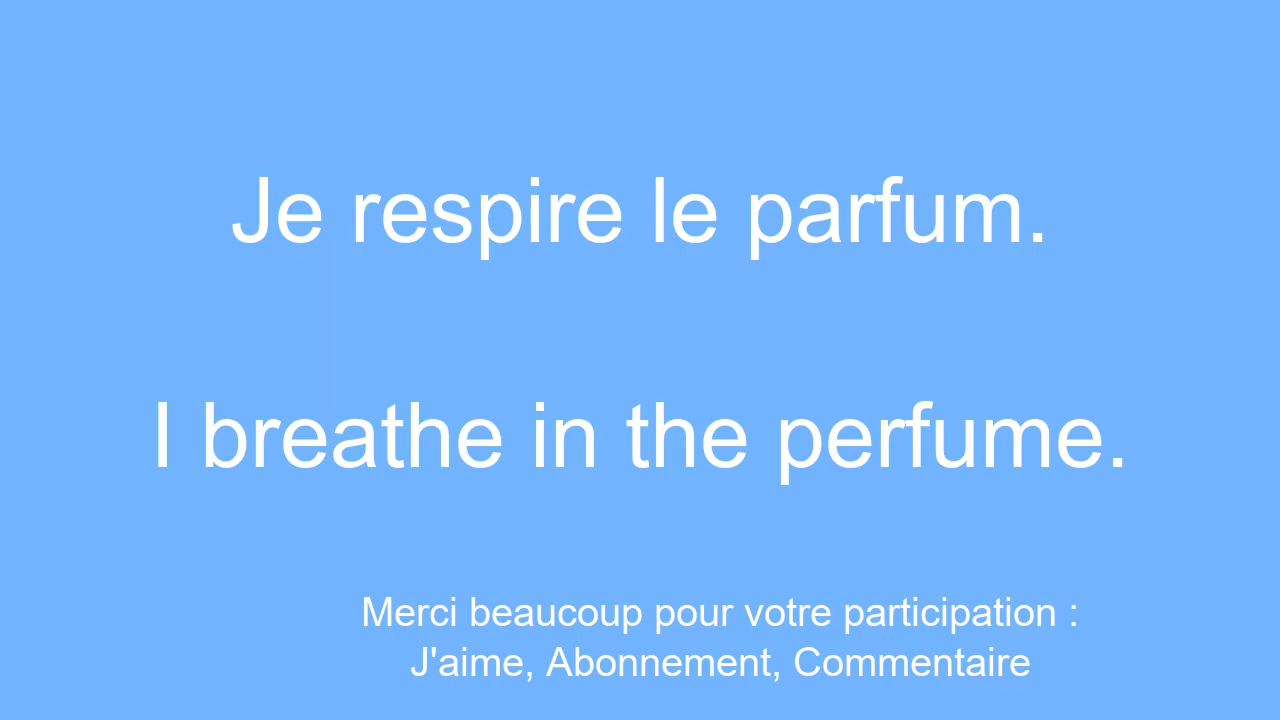 Je respire le parfum.
I breathe in the perfume.
Merci beaucoup pour votre participation :
J'aime, Abonnement, Commentaire